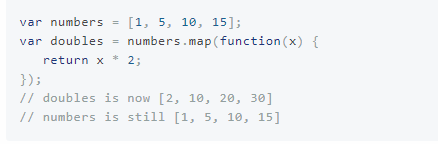 var numbers = [1, 5, 10, 15];
var doubles = numbers.map(function(x) {
   return x * 2;
});
// doubles is now [2, 10, 20, 30]
// numbers is still [1, 5, 10, 15]